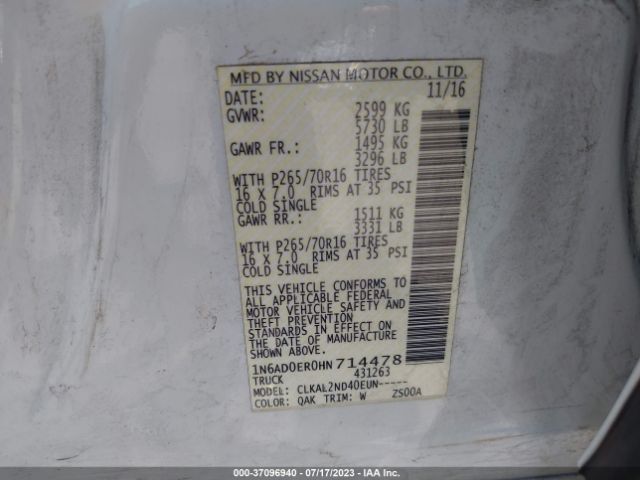 MFD BY NISSAN MOTOR CO., LTD.
DATE: 11/16
GVWR: 2599 KG
5730 LB
GAWR FR.: 1495 KG
3296 LB
WITH P265/70R16 TIRES
16 X 7.0 RIMS AT 35 PSI
COLD SINGLE
GAWR RR.: 1511 KG
3331 LB
WITH P265/70R16 TIRES
16 X 7.0 RIMS AT 35 PSI
COLD SINGLE
THIS VEHICLE CONFORMS TO
ALL APPLICABLE FEDERAL
MOTOR VEHICLE SAFETY AND
THEFT PREVENTION
STANDARDS IN EFFECT ON THE
DATE OF MANUFACTURE
SHOWN ABOVE.
1N6AD0ER0HN714478
TRUCK 431263
MODEL: CLKAL2ND40EUN-----
COLOR: QAK TRIM: W ZS00A
000-37096940 / 07/17/2023 / IAA Inc.